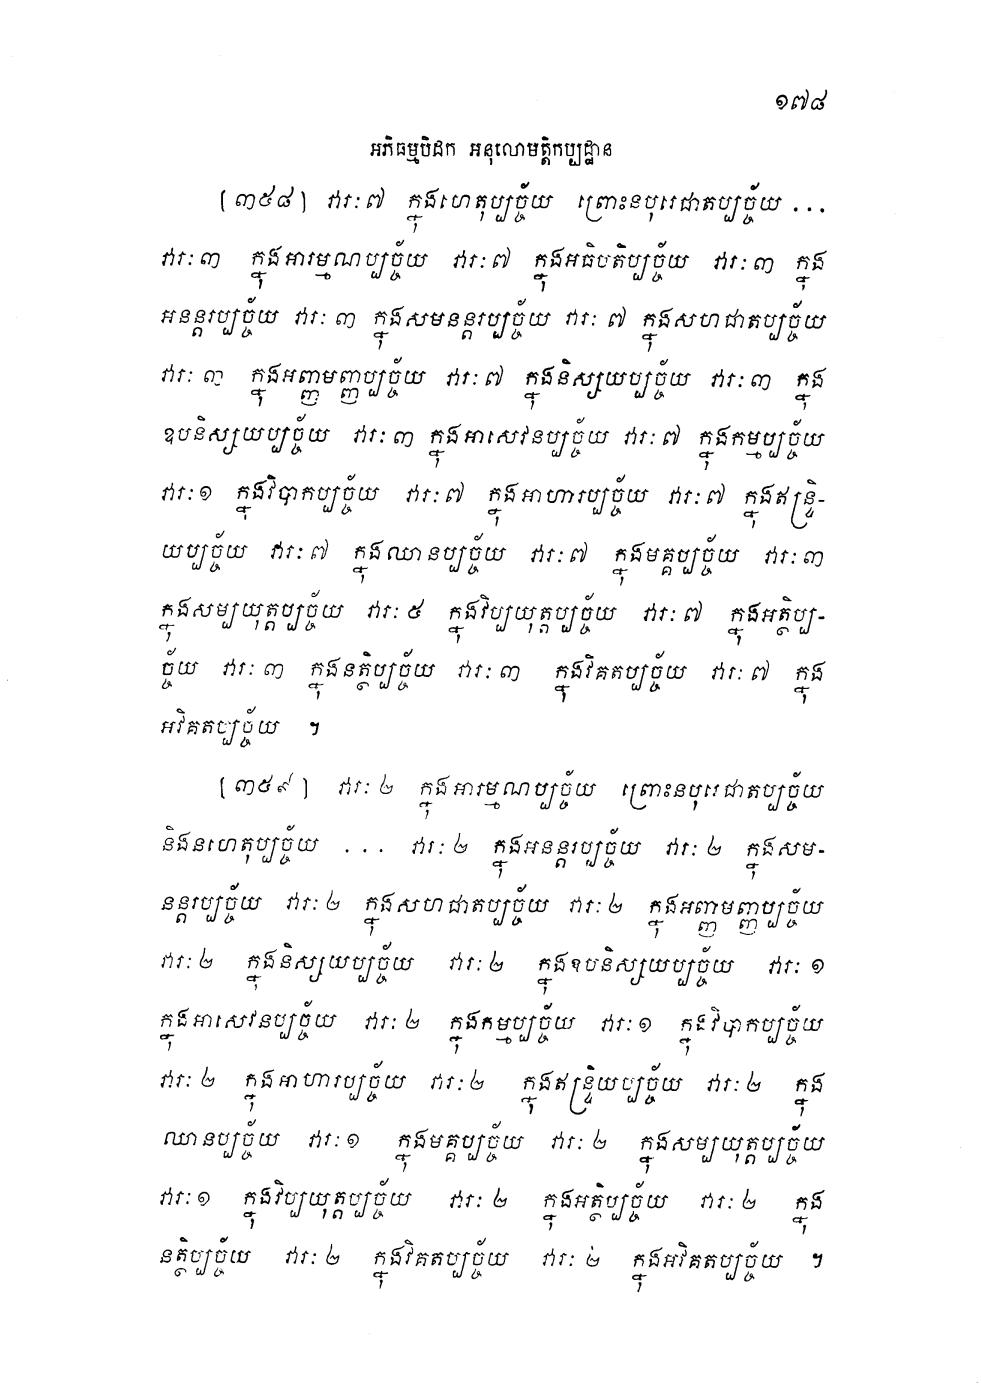 ១៧៨
អភិធម្មបិដក អនុលោមត្តិកប្បដ្ឋាន
[៣៥៨] វារៈ៧ ក្នុងហេតុប្បច្ច័យ ព្រោះនបុរេជាតប្បច្ច័យ ...
វារៈ៣ ក្នុងអារម្មណប្បច្ច័យ វារៈ៧ ក្នុងអធិបតិប្បច្ច័យ វារៈ៣ ក្នុង
អនន្តរប្បច្ច័យ វារៈ៣ ក្នុងសមនន្តរប្បច្ច័យ វារៈ៧ ក្នុងសហជាតប្បច្ច័យ
វារៈ៣ ក្នុងអញ្ញាមញ្ញប្បច្ច័យ វារៈ៧ ក្នុងនិស្សយប្បច្ច័យ វារៈ៣ ក្នុង
ឧបនិស្សយប្បច្ច័យ វារៈ៣ ក្នុងអាសេវនប្បច្ច័យ វារៈ៧ ក្នុងកម្មប្បច្ច័យ
វារៈ១ ក្នុងវិបាកប្បច្ច័យ វារៈ៧ ក្នុងអាហារប្បច្ច័យ វារៈ៧ ក្នុងឥន្ទ្រិ-
យប្បច្ច័យ វារៈ៧ ក្នុងឈានប្បច្ច័យ វារៈ៧ ក្នុងមគ្គប្បច្ច័យ វារៈ៣
ក្នុងសម្បយុត្តប្បច្ច័យ វារៈ៥ ក្នុងវិប្បយុត្តប្បច្ច័យ វារៈ៧ ក្នុងអត្ថិប្ប-
ច្ច័យ វារៈ៣ ក្នុងនត្ថិប្បច្ច័យ វារៈ៣ ក្នុងវិគតប្បច្ច័យ វារៈ៧ ក្នុង
អវិគតប្បច្ច័យ ។
[៣៥៩] វារៈ២ ក្នុងអារម្មណប្បច្ច័យ ព្រោះនបុរេជាតប្បច្ច័យ
និងនហេតុប្បច្ច័យ ... វារៈ២ ក្នុងអនន្តរប្បច្ច័យ វារៈ២ ក្នុងសម-
នន្តរប្បច្ច័យ វារៈ២ ក្នុងសហជាតប្បច្ច័យ វារៈ២ ក្នុងអញ្ញាមញ្ញប្បច្ច័យ
វារៈ២ ក្នុងនិស្សយប្បច្ច័យ វារៈ២ ក្នុងឧបនិស្សយប្បច្ច័យ វារៈ១
ក្នុងអាសេវនប្បច្ច័យ វារៈ២ ក្នុងកម្មប្បច្ច័យ វារៈ១ ក្នុងវិបាកប្បច្ច័យ
វារៈ២ ក្នុងអាហារប្បច្ច័យ វារៈ២ ក្នុងឥន្ទ្រិយប្បច្ច័យ វារៈ២ ក្នុង
ឈានប្បច្ច័យ វារៈ១ ក្នុងមគ្គប្បច្ច័យ វារៈ២ ក្នុងសម្បយុត្តប្បច្ច័យ
វារៈ១ ក្នុងវិប្បយុត្តប្បច្ច័យ វារៈ២ ក្នុងអត្ថិប្បច្ច័យ វារៈ២ ក្នុង
នត្ថិប្បច្ច័យ វារៈ២ ក្នុងវិគតប្បច្ច័យ វារៈ២ ក្នុងអវិគតប្បច្ច័យ ។